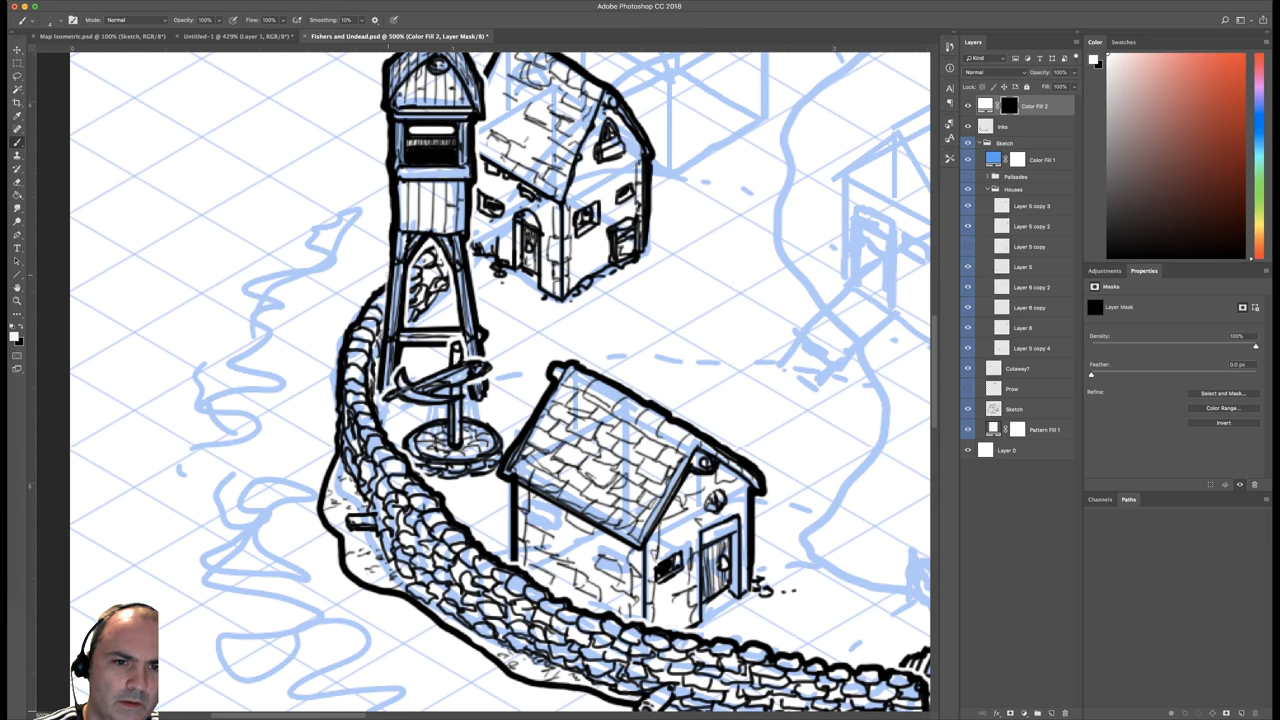 Adobe Photoshop CC 2018
Mode: Normal Opacity: 100% Flow: 100% Smoothing: 10%
Map Isometric.psd @ 100% (Sketch, RGB/8*) Untitled-1 @ 429% (Layer 1, RGB/8*) * Fishers and Undead.psd @ 500% (Color Fill 2, Layer Mask/8) *
Layers
Kind
Normal Opacity: 100%
Lock: Fill: 100%
Color Fill 2
Inks
Sketch
Color Fill 1
Palisades
Houses
Layer 5 copy 3
Layer 5 copy 2
Layer 5 copy
Layer 5
Layer 6 copy 2
Layer 6 copy
Layer 6
Layer 5 copy 4
Cutaway?
Prow
Sketch
Pattern Fill 1
Layer 0
Color Swatches
Adjustments Properties
Masks
Layer Mask
Density: 100%
Feather: 0.0 px
Refine: Select and Mask...
Color Range...
Invert
Channels Paths